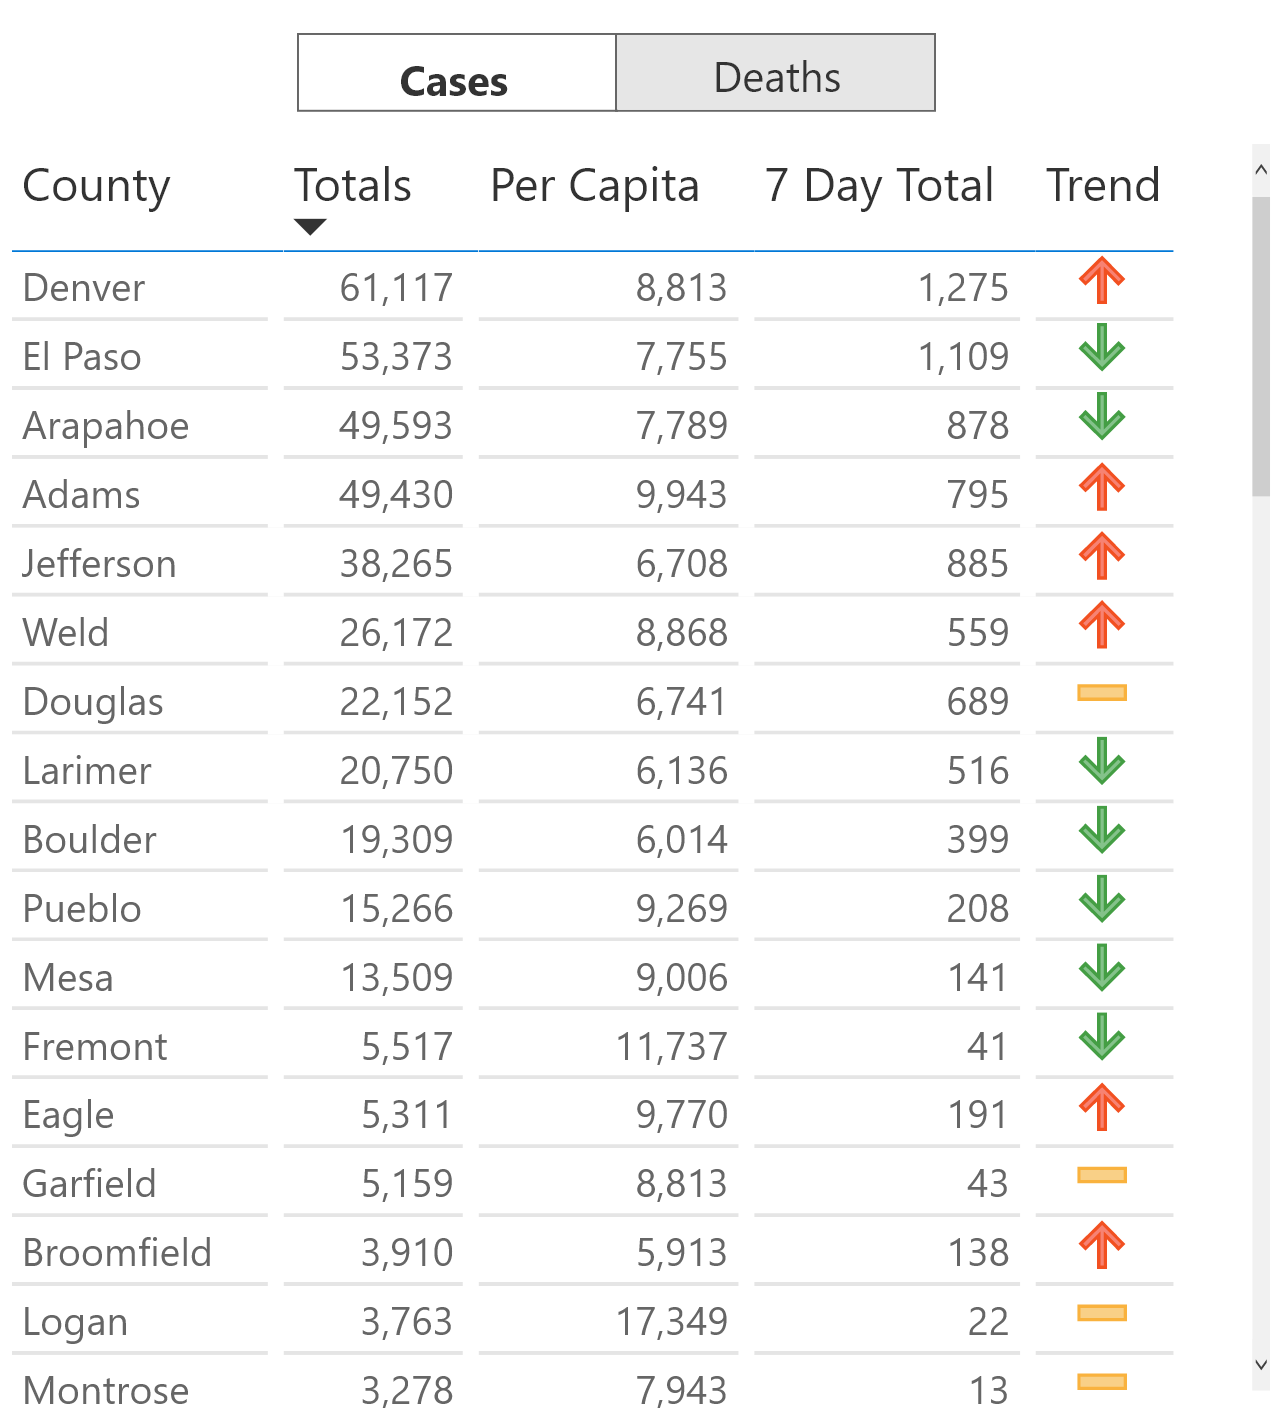 Cases Deaths
County Totals Per Capita 7 Day Total Trend
Denver 61,117 8,813 1,275
El Paso 53,373 7,755 1,109
Arapahoe 49,593 7,789 878
Adams 49,430 9,943 795
Jefferson 38,265 6,708 885
Weld 26,172 8,868 559
Douglas 22,152 6,741 689
Larimer 20,750 6,136 516
Boulder 19,309 6,014 399
Pueblo 15,266 9,269 208
Mesa 13,509 9,006 141
Fremont 5,517 11,737 41
Eagle 5,311 9,770 191
Garfield 5,159 8,813 43
Broomfield 3,910 5,913 138
Logan 3,763 17,349 22
Montrose 3,278 7,943 13